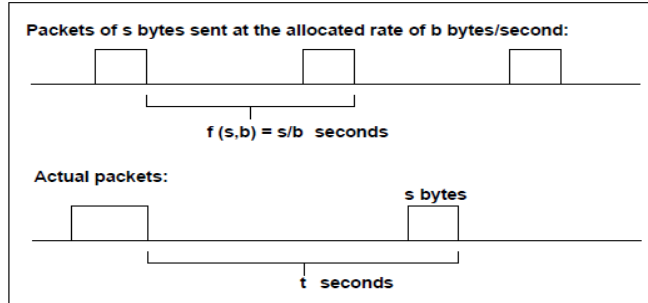 Packets of s bytes sent at the allocated rate of b bytes/second:
f (s,b) = s/b seconds
Actual packets:
s bytes
t seconds